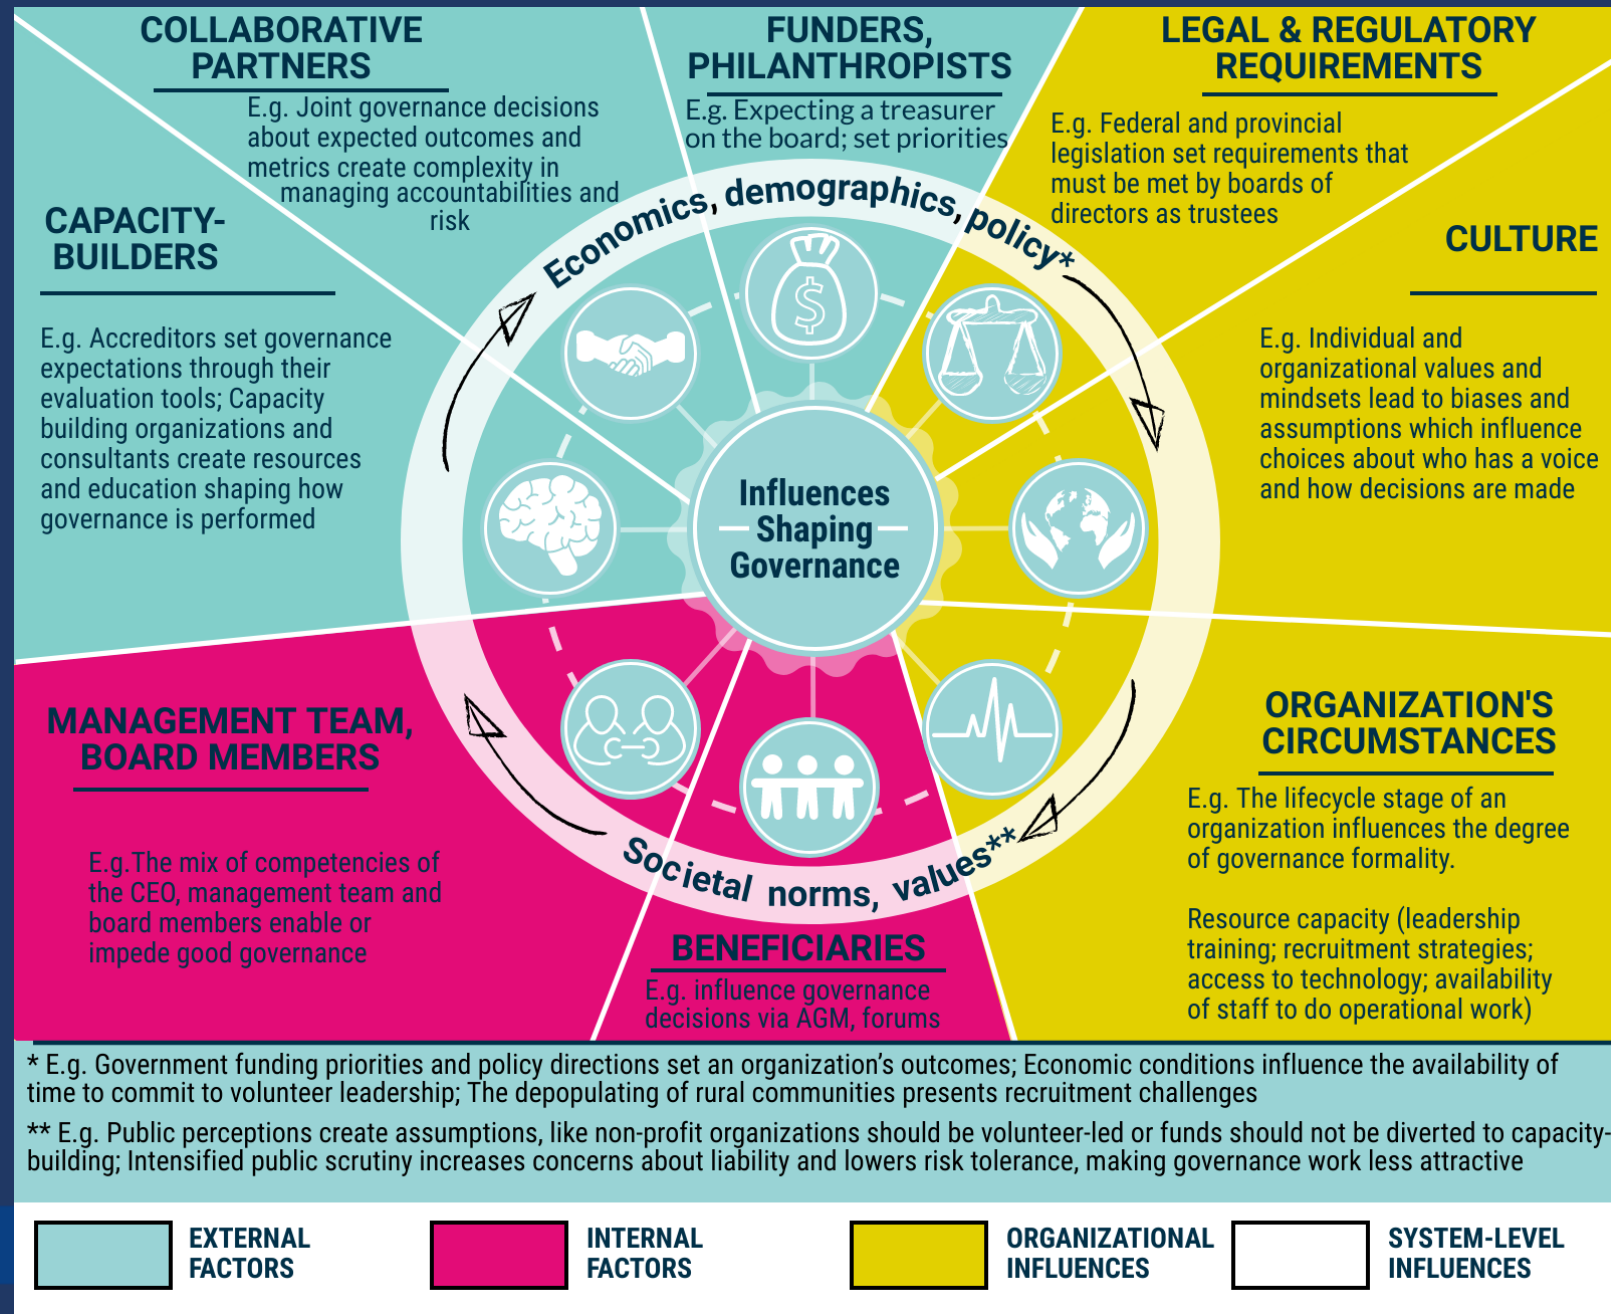 COLLABORATIVE
PARTNERS
E.g. Joint governance decisions
about expected outcomes and
metrics create complexity in
managing accountabilities and
risk
FUNDERS,
PHILANTHROPISTS
E.g. Expecting a treasurer
on the board; set priorities
LEGAL & REGULATORY
REQUIREMENTS
E.g. Federal and provincial
legislation set requirements that
must be met by boards of
directors as trustees
CAPACITY-
BUILDERS
E.g. Accreditors set governance
expectations through their
evaluation tools; Capacity
building organizations and
consultants create resources
and education shaping how
governance is performed
CULTURE
E.g. Individual and
organizational values and
mindsets lead to biases and
assumptions which influence
choices about who has a voice
and how decisions are made
Economics, demographics, policy*
$
Influences
Shaping
Governance
Societal norms, values**
MANAGEMENT TEAM,
BOARD MEMBERS
E.g.The mix of competencies of
the CEO, management team and
board members enable or
impede good governance
BENEFICIARIES
E.g. influence governance
decisions via AGM, forums
ORGANIZATION'S
CIRCUMSTANCES
E.g. The lifecycle stage of an
organization influences the degree
of governance formality.
Resource capacity (leadership
training; recruitment strategies;
access to technology; availability
of staff to do operational work)
* E.g. Government funding priorities and policy directions set an organization's outcomes; Economic conditions influence the availability of
time to commit to volunteer leadership; The depopulating of rural communities presents recruitment challenges
** E.g. Public perceptions create assumptions, like non-profit organizations should be volunteer-led or funds should not be diverted to capacity-
building; Intensified public scrutiny increases concerns about liability and lowers risk tolerance, making governance work less attractive
EXTERNAL
FACTORS
INTERNAL
FACTORS
ORGANIZATIONAL
INFLUENCES
SYSTEM-LEVEL
INFLUENCES